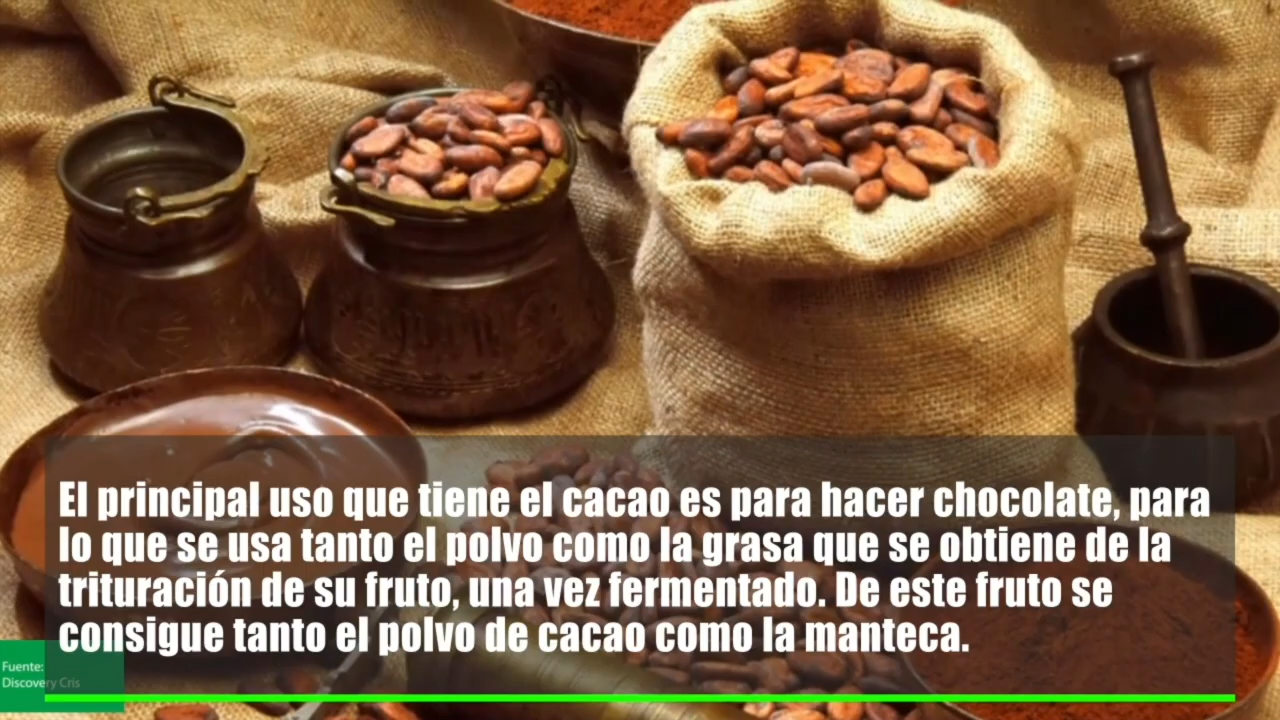 El principal uso que tiene el cacao es para hacer chocolate, para
lo que se usa tanto el polvo como la grasa que se obtiene de la
trituración de su fruto, una vez fermentado. De este fruto se
consigue tanto el polvo de cacao como la manteca.
Fuente:
Discovery Cris